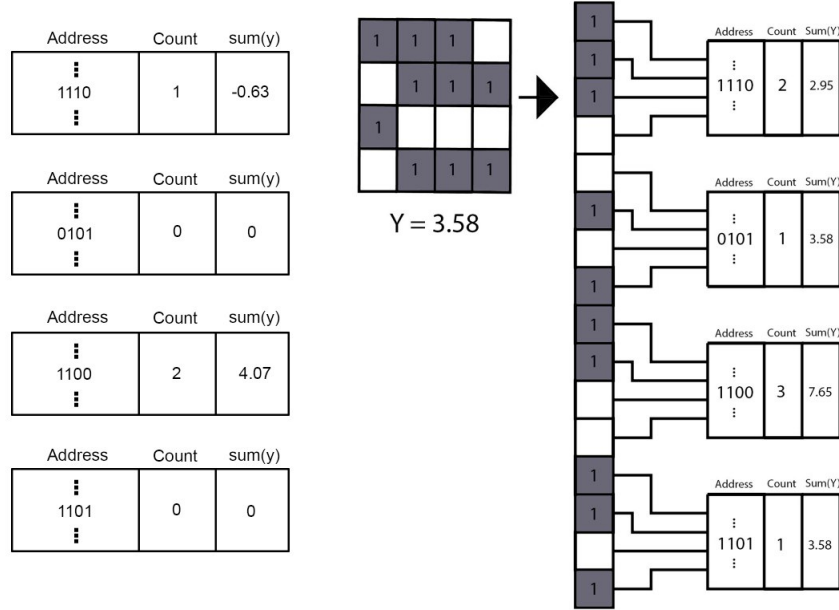 Address Count sum(y)
⋮
1110 1 -0.63
⋮
Address Count sum(y)
⋮
0101 0 0
⋮
Address Count sum(y)
⋮
1100 2 4.07
⋮
Address Count sum(y)
⋮
1101 0 0
⋮
1 1 1
1 1 1
1
1 1 1
Y = 3.58
1
1
1
1
1
1
1
1
1
1
Address Count Sum(Y)
...
1110 2 2.95
...
Address Count Sum(Y)
...
0101 1 3.58
...
Address Count Sum(Y)
...
1100 3 7.65
...
Address Count Sum(Y)
...
1101 1 3.58
...